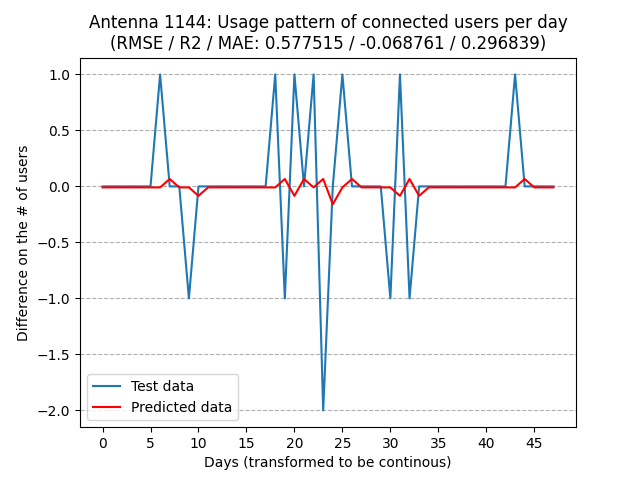 Antenna 1144: Usage pattern of connected users per day
(RMSE / R2 / MAE: 0.577515 / -0.068761 / 0.296839)
Difference on the # of users
1.0
0.5
0.0
−0.5
−1.0
−1.5
−2.0
Test data
Predicted data
0 5 10 15 20 25 30 35 40 45
Days (transformed to be continous)